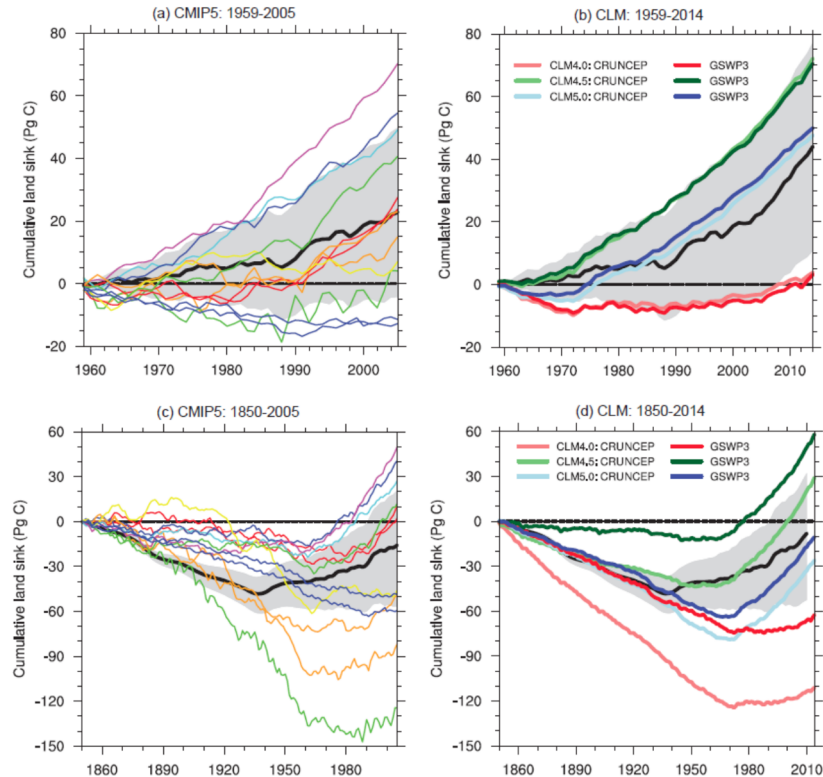 (a) CMIP5: 1959-2005
Cumulative land sink (Pg C)
80
60
40
20
0
-20
1960 1970 1980 1990 2000
(b) CLM: 1959-2014
Cumulative land sink (Pg C)
80
60
40
20
0
-20
CLM4.0: CRUNCEP GSWP3
CLM4.5: CRUNCEP GSWP3
CLM5.0: CRUNCEP GSWP3
1960 1970 1980 1990 2000 2010
(c) CMIP5: 1850-2005
Cumulative land sink (Pg C)
60
30
0
-30
-60
-90
-120
-150
1860 1890 1920 1950 1980
(d) CLM: 1850-2014
Cumulative land sink (Pg C)
60
30
0
-30
-60
-90
-120
-150
CLM4.0: CRUNCEP GSWP3
CLM4.5: CRUNCEP GSWP3
CLM5.0: CRUNCEP GSWP3
1860 1890 1920 1950 1980 2010